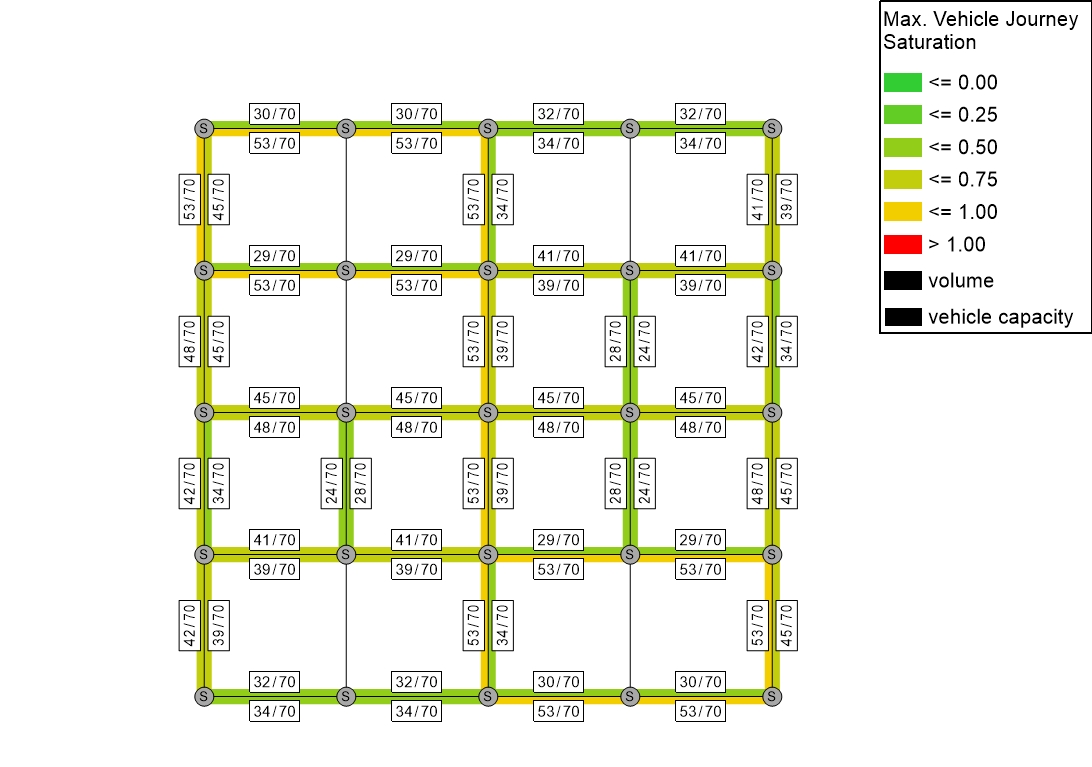 Max. Vehicle Journey
Saturation
<= 0.00
<= 0.25
<= 0.50
<= 0.75
<= 1.00
> 1.00
volume
vehicle capacity
30/70 30/70 32/70 32/70
S S S S S
53/70 53/70 34/70 34/70
53/70 45/70 53/70 34/70 41/70 39/70
29/70 29/70 41/70 41/70
S S S S S
53/70 53/70 39/70 39/70
48/70 45/70 53/70 39/70 28/70 24/70 42/70 34/70
45/70 45/70 45/70 45/70
S S S S S
48/70 48/70 48/70 48/70
42/70 34/70 24/70 28/70 53/70 39/70 28/70 24/70 48/70 45/70
41/70 41/70 29/70 29/70
S S S S S
39/70 39/70 53/70 53/70
42/70 39/70 53/70 34/70 53/70 45/70
32/70 32/70 30/70 30/70
S S S S S
34/70 34/70 53/70 53/70